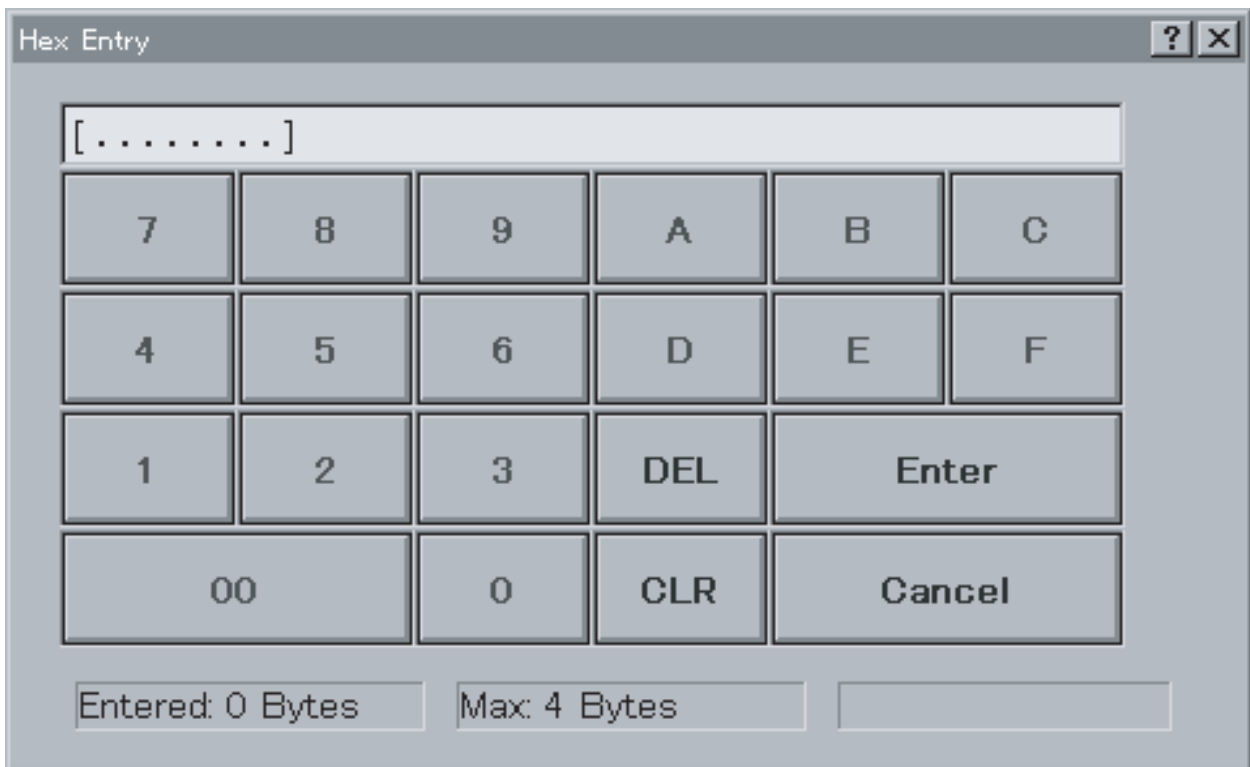 Hex Entry ? X
[........]
7 8 9 A B C
4 5 6 D E F
1 2 3 DEL Enter
00 0 CLR Cancel
Entered: 0 Bytes Max: 4 Bytes